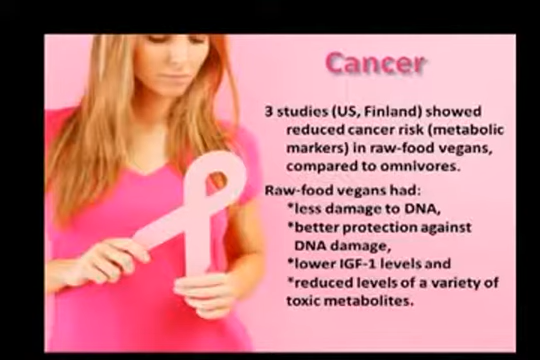 Cancer
3 studies (US, Finland) showed
reduced cancer risk (metabolic
markers) in raw-food vegans,
compared to omnivores.
Raw-food vegans had:
*less damage to DNA,
*better protection against
DNA damage,
*lower IGF-1 levels and
*reduced levels of a variety of
toxic metabolites.